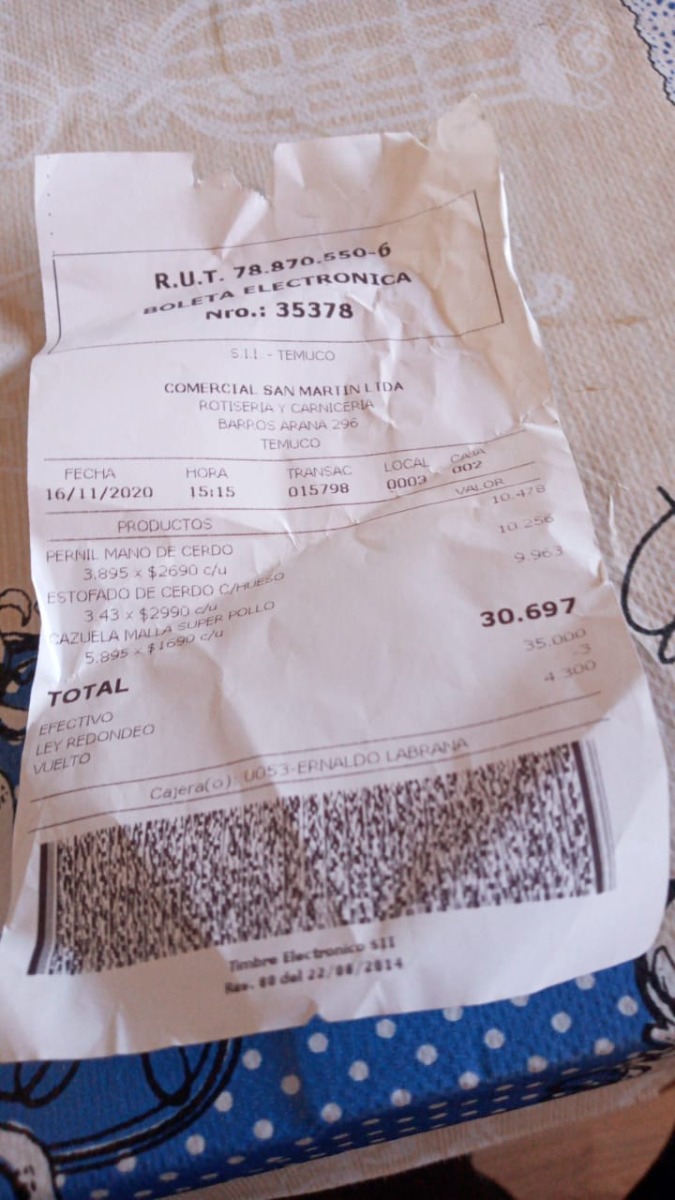 R.U.T. 78.870.550-6
BOLETA ELECTRONICA
Nro.: 35378
S.I.I. - TEMUCO
COMERCIAL SAN MARTIN LTDA
ROTISERIA Y CARNICERIA
BARROS ARANA 296
TEMUCO
FECHA HORA TRANSAC LOCAL CAJA
16/11/2020 15:15 015798 0003 002
PRODUCTOS VALOR
PERNIL MANO DE CERDO 10.478
3.895 x $2690 c/u
ESTOFADO DE CERDO C/HUESO 10.256
3.43 x $2990 c/u
CAZUELA MALLA SUPER POLLO 9.963
5.895 x $1690 c/u
TOTAL 30.697
EFECTIVO 35.000
LEY REDONDEO -3
VUELTO 4.300
Cajera(o): U053-ERNALDO LABRANA
Timbre Electronico SII
Res. 80 del 22/08/2014